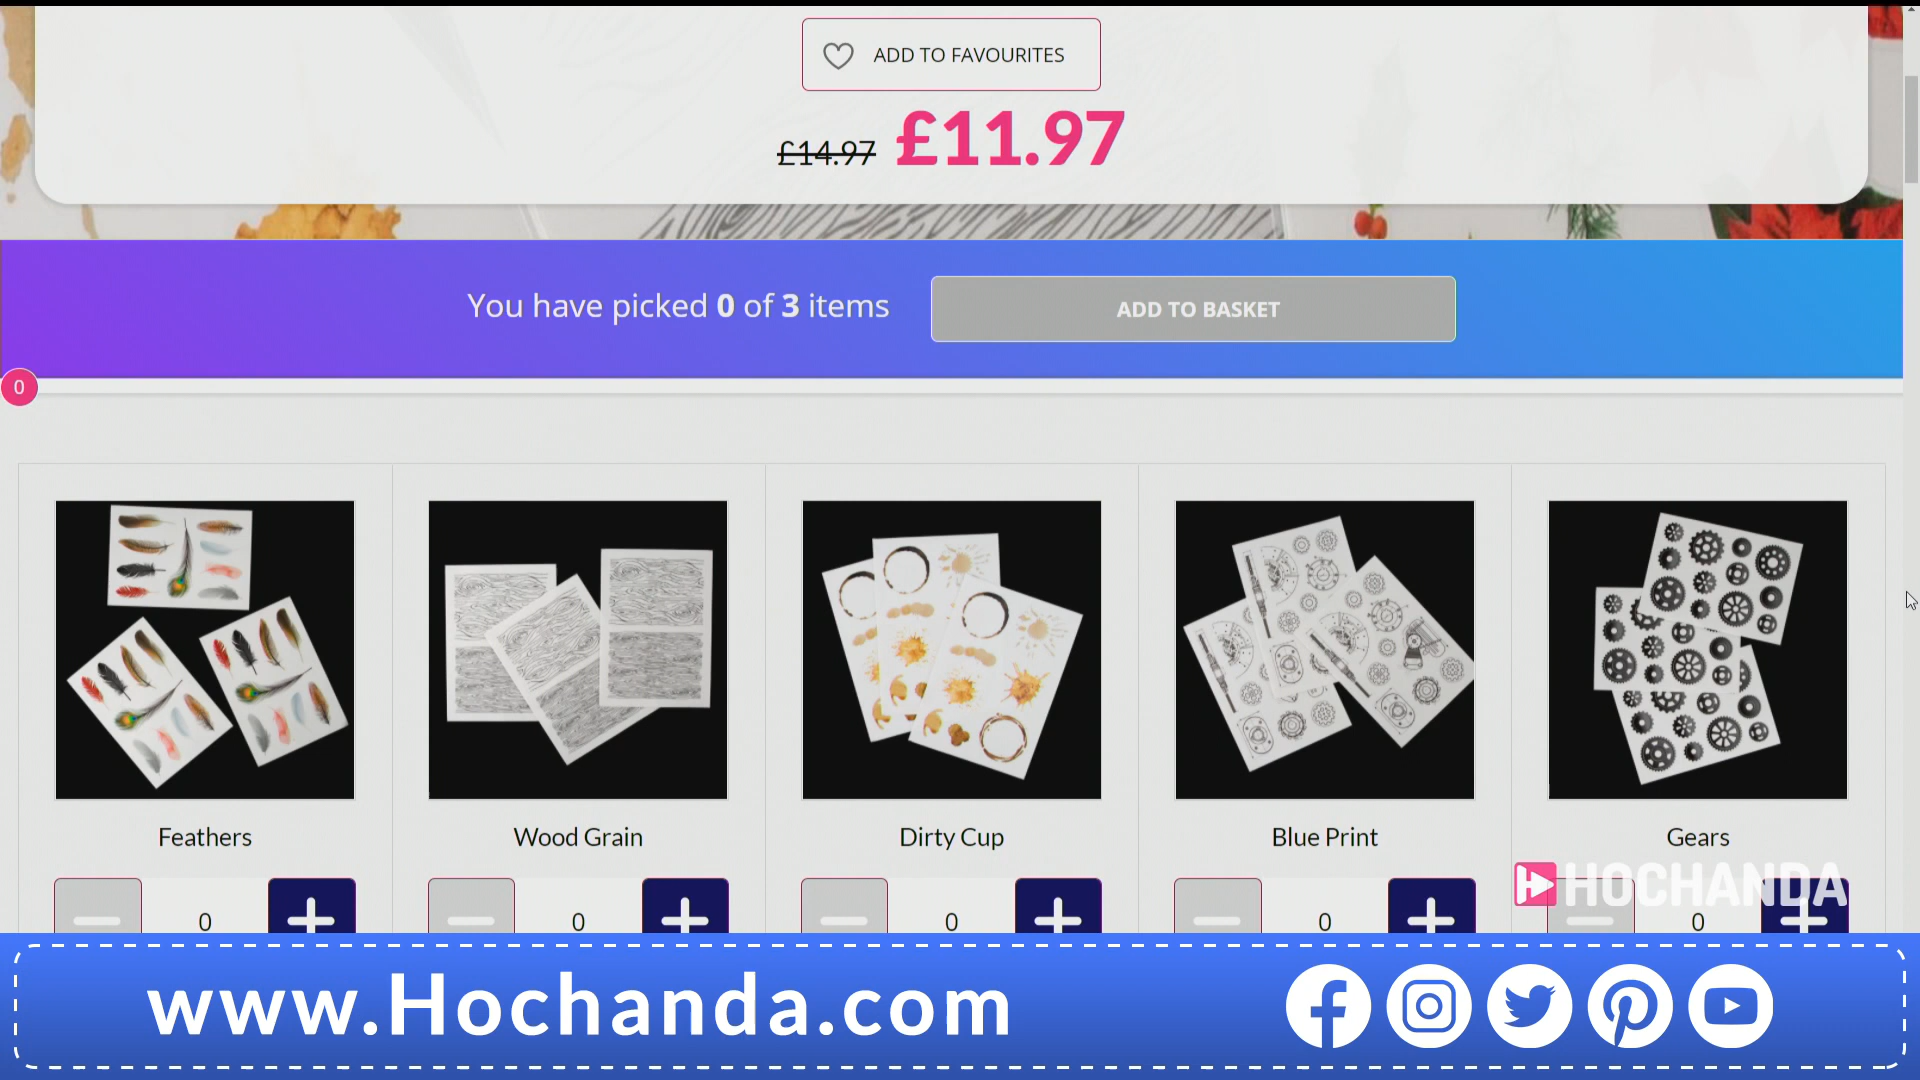 ADD TO FAVOURITES
£14.97 £11.97
You have picked 0 of 3 items
ADD TO BASKET
0
Feathers
Wood Grain
Dirty Cup
Blue Print
Gears
HOCHANDA
0
0
0
0
0
www.Hochanda.com